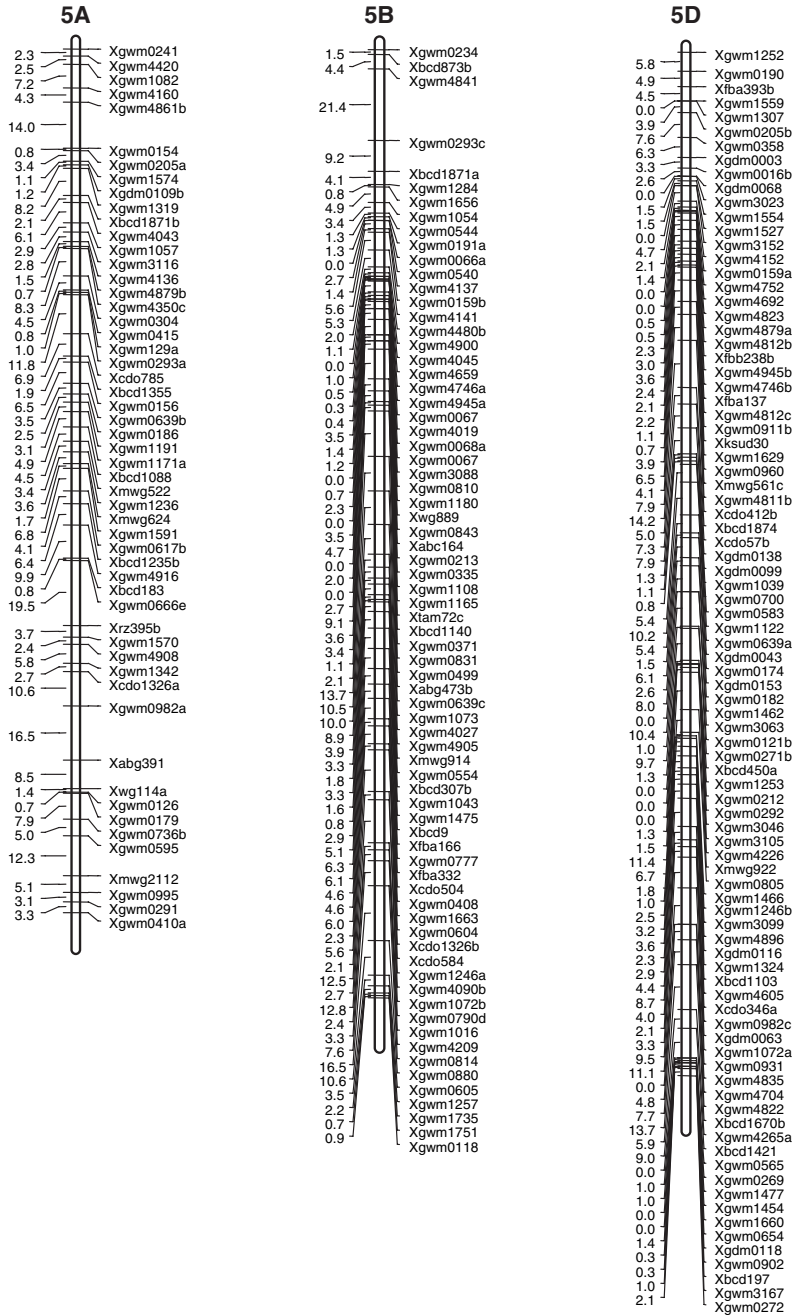 5A
2.3
2.5
7.2
4.3
14.0
0.8
3.4
1.1
1.2
8.2
2.1
6.1
2.9
2.8
1.5
0.7
8.3
4.5
0.8
1.0
11.8
6.9
1.9
6.5
3.5
2.5
3.1
4.9
4.5
3.4
3.6
1.7
6.8
4.1
6.4
9.9
0.8
19.5
3.7
2.4
5.8
2.7
10.6
16.5
8.5
1.4
0.7
7.9
5.0
12.3
5.1
3.1
3.3
Xgwm0241
Xgwm4420
Xgwm1082
Xgwm4160
Xgwm4861b
Xgwm0154
Xgwm0205a
Xgwm1574
Xgdm0109b
Xgwm1319
Xbcd1871b
Xgwm4043
Xgwm1057
Xgwm3116
Xgwm4136
Xgwm4879b
Xgwm4350c
Xgwm0304
Xgwm0415
Xgwm129a
Xgwm0293a
Xcdo785
Xbcd1355
Xgwm0156
Xgwm0639b
Xgwm0186
Xgwm1191
Xgwm1171a
Xbcd1088
Xmwg522
Xgwm1236
Xmwg624
Xgwm1591
Xgwm0617b
Xbcd1235b
Xgwm4916
Xbcd183
Xgwm0666e
Xrz395b
Xgwm1570
Xgwm4908
Xgwm1342
Xcdo1326a
Xgwm0982a
Xabg391
Xwg114a
Xgwm0126
Xgwm0179
Xgwm0736b
Xgwm0595
Xmwg2112
Xgwm0995
Xgwm0291
Xgwm0410a
5B
1.5
4.4
21.4
9.2
4.1
0.8
4.9
3.4
1.3
1.3
0.0
2.7
1.4
5.6
5.3
2.0
1.1
0.0
1.0
0.5
0.3
0.4
3.5
1.4
1.2
0.0
0.7
2.3
0.0
3.5
4.7
0.0
2.0
0.0
2.7
9.1
3.6
3.4
1.1
2.1
13.7
10.5
10.0
8.9
3.9
3.3
1.8
3.3
1.6
0.8
2.9
5.1
6.3
6.1
4.6
4.6
6.0
2.3
5.6
2.1
12.5
2.7
12.8
2.4
3.3
7.6
16.5
10.6
3.5
2.2
0.7
0.9
Xgwm0234
Xbcd873b
Xgwm4841
Xgwm0293c
Xbcd1871a
Xgwm1284
Xgwm1656
Xgwm1054
Xgwm0544
Xgwm0191a
Xgwm0066a
Xgwm0540
Xgwm4137
Xgwm0159b
Xgwm4141
Xgwm4480b
Xgwm4900
Xgwm4045
Xgwm4659
Xgwm4746a
Xgwm4945a
Xgwm0067
Xgwm4019
Xgwm0068a
Xgwm0067
Xgwm3088
Xgwm0810
Xgwm1180
Xwg889
Xgwm0843
Xabc164
Xgwm0213
Xgwm0335
Xgwm1108
Xgwm1165
Xtam72c
Xbcd1140
Xgwm0371
Xgwm0831
Xgwm0499
Xabg473b
Xgwm0639c
Xgwm1073
Xgwm4027
Xgwm4905
Xmwg914
Xgwm0554
Xbcd307b
Xgwm1043
Xgwm1475
Xbcd9
Xfba166
Xgwm0777
Xfba332
Xcdo504
Xgwm0408
Xgwm1663
Xgwm0604
Xcdo1326b
Xcdo584
Xgwm1246a
Xgwm4090b
Xgwm1072b
Xgwm0790d
Xgwm1016
Xgwm4209
Xgwm0814
Xgwm0880
Xgwm0605
Xgwm1257
Xgwm1735
Xgwm1751
Xgwm0118
5D
5.8
4.9
4.5
0.0
3.9
7.6
6.3
3.3
2.6
0.0
1.5
1.5
0.0
4.7
2.1
1.4
0.0
0.0
0.5
0.5
2.3
3.0
3.6
2.4
2.1
2.2
1.1
0.7
3.9
6.5
4.1
7.9
14.2
5.0
7.3
7.9
1.3
1.1
0.8
5.4
10.2
5.4
1.5
6.1
2.6
8.0
0.0
10.4
1.0
9.7
1.3
0.0
0.0
0.0
1.3
1.5
11.4
6.7
1.8
1.0
2.5
3.2
3.6
2.3
2.9
4.4
8.7
4.0
2.1
3.3
9.5
11.1
0.0
4.8
7.7
13.7
5.9
9.0
0.0
1.0
1.0
0.0
0.0
1.4
0.3
0.3
1.0
2.1
Xgwm1252
Xgwm0190
Xfba393b
Xgwm1559
Xgwm1307
Xgwm0205b
Xgwm0358
Xgdm0003
Xgwm0016b
Xgdm0068
Xgwm3023
Xgwm1554
Xgwm1527
Xgwm3152
Xgwm4152
Xgwm0159a
Xgwm4752
Xgwm4692
Xgwm4823
Xgwm4879a
Xgwm4812b
Xfbb238b
Xgwm4945b
Xgwm4746b
Xfba137
Xgwm4812c
Xgwm0911b
Xksud30
Xgwm1629
Xgwm0960
Xmwg561c
Xgwm4811b
Xcdo412b
Xbcd1874
Xcdo57b
Xgdm0138
Xgdm0099
Xgwm1039
Xgwm0700
Xgwm0583
Xgwm1122
Xgwm0639a
Xgdm0043
Xgwm0174
Xgdm0153
Xgwm0182
Xgwm1462
Xgwm3063
Xgwm0121b
Xgwm0271b
Xbcd450a
Xgwm1253
Xgwm0212
Xgwm0292
Xgwm3046
Xgwm3105
Xgwm4226
Xmwg922
Xgwm0805
Xgwm1466
Xgwm1246b
Xgwm3099
Xgwm4896
Xgdm0116
Xgwm1324
Xbcd1103
Xgwm4605
Xcdo346a
Xgwm0982c
Xgdm0063
Xgwm1072a
Xgwm0931
Xgwm4835
Xgwm4704
Xgwm4822
Xbcd1670b
Xgwm4265a
Xbcd1421
Xgwm0565
Xgwm0269
Xgwm1477
Xgwm1454
Xgwm1660
Xgwm0654
Xgdm0118
Xgwm0902
Xbcd197
Xgwm3167
Xgwm0272